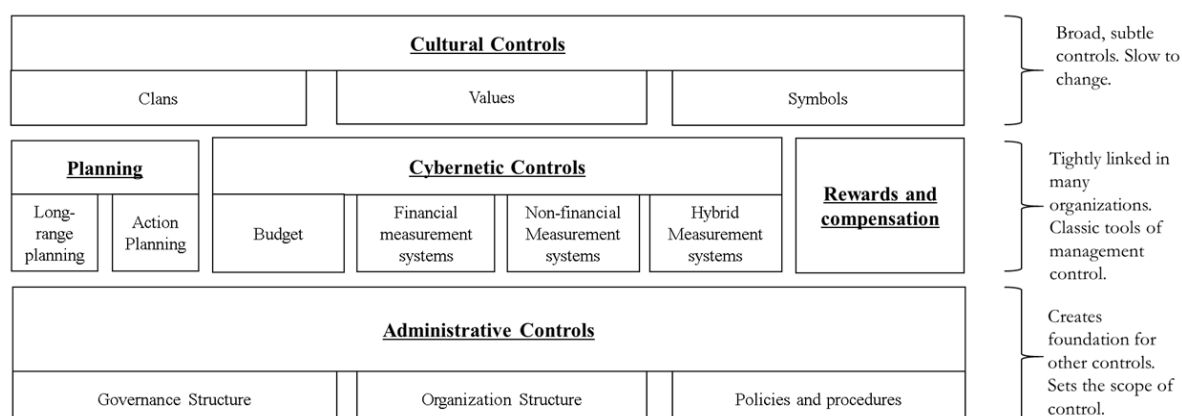 Cultural Controls
Clans
Values
Symbols
Broad, subtle
controls. Slow to
change.
Planning
Long-
range
planning
Action
Planning
Cybernetic Controls
Budget
Financial
measurement
systems
Non-financial
Measurement
systems
Hybrid
Measurement
systems
Rewards and
compensation
Tightly linked in
many
organizations.
Classic tools of
management
control.
Administrative Controls
Governance Structure
Organization Structure
Policies and procedures
Creates
foundation for
other controls.
Sets the scope of
control.